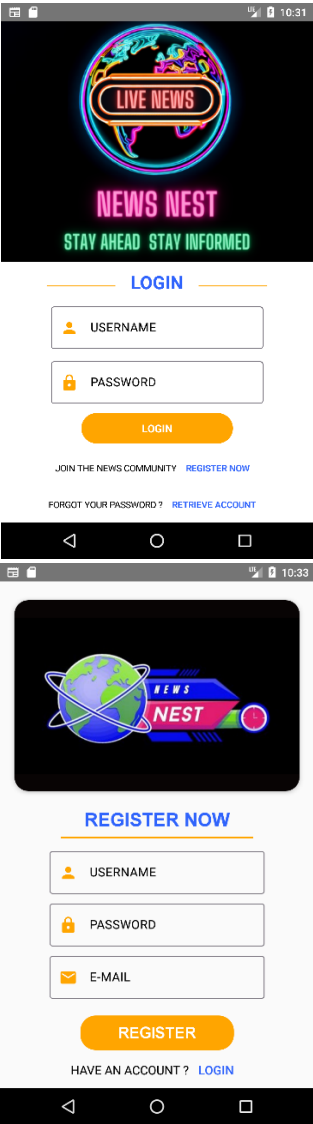 10:31
LIVE NEWS
NEWS NEST
STAY AHEAD STAY INFORMED
LOGIN
USERNAME
PASSWORD
LOGIN
JOIN THE NEWS COMMUNITY REGISTER NOW
FORGOT YOUR PASSWORD ? RETRIEVE ACCOUNT
10:33
NEWS
NEST
REGISTER NOW
USERNAME
PASSWORD
E-MAIL
REGISTER
HAVE AN ACCOUNT ? LOGIN